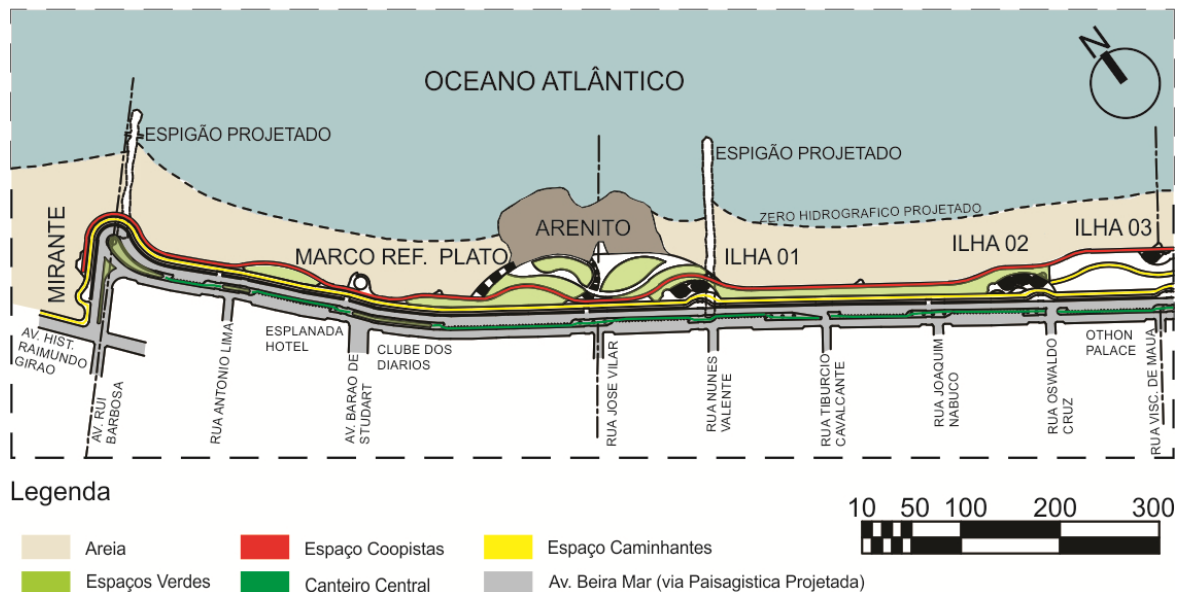 N
OCEANO ATLÂNTICO
ESPIGÃO PROJETADO
ESPIGÃO PROJETADO
ZERO HIDROGRAFICO PROJETADO
MIRANTE
MARCO REF. PLATO
ARENITO
ILHA 01
ILHA 02
ILHA 03
AV. HIST.
RAIMUNDO
GIRAO
AV. RUI
BARBOSA
RUA ANTONIO LIMA
ESPLANADA
HOTEL
AV. BARAO DE
STUDART
CLUBE DOS
DIARIOS
RUA JOSE VILAR
RUA NUNES
VALENTE
RUA TIBURCIO
CAVALCANTE
RUA JOAQUIM
NABUCO
RUA OSWALDO
CRUZ
OTHON
PALACE
RUA VISC. DE MAUA
Legenda
10 50 100 200 300
Areia
Espaço Coopistas
Espaço Caminhantes
Espaços Verdes
Canteiro Central
Av. Beira Mar (via Paisagistica Projetada)